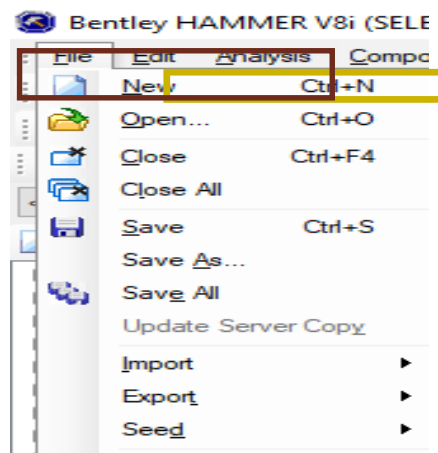 Bentley HAMMER V8i (SELE
File Edit Analysis Compo
New Ctrl+N
Open... Ctrl+O
Close Ctrl+F4
Close All
Save Ctrl+S
Save As...
Save All
Update Server Copy
Import
Export
Seed